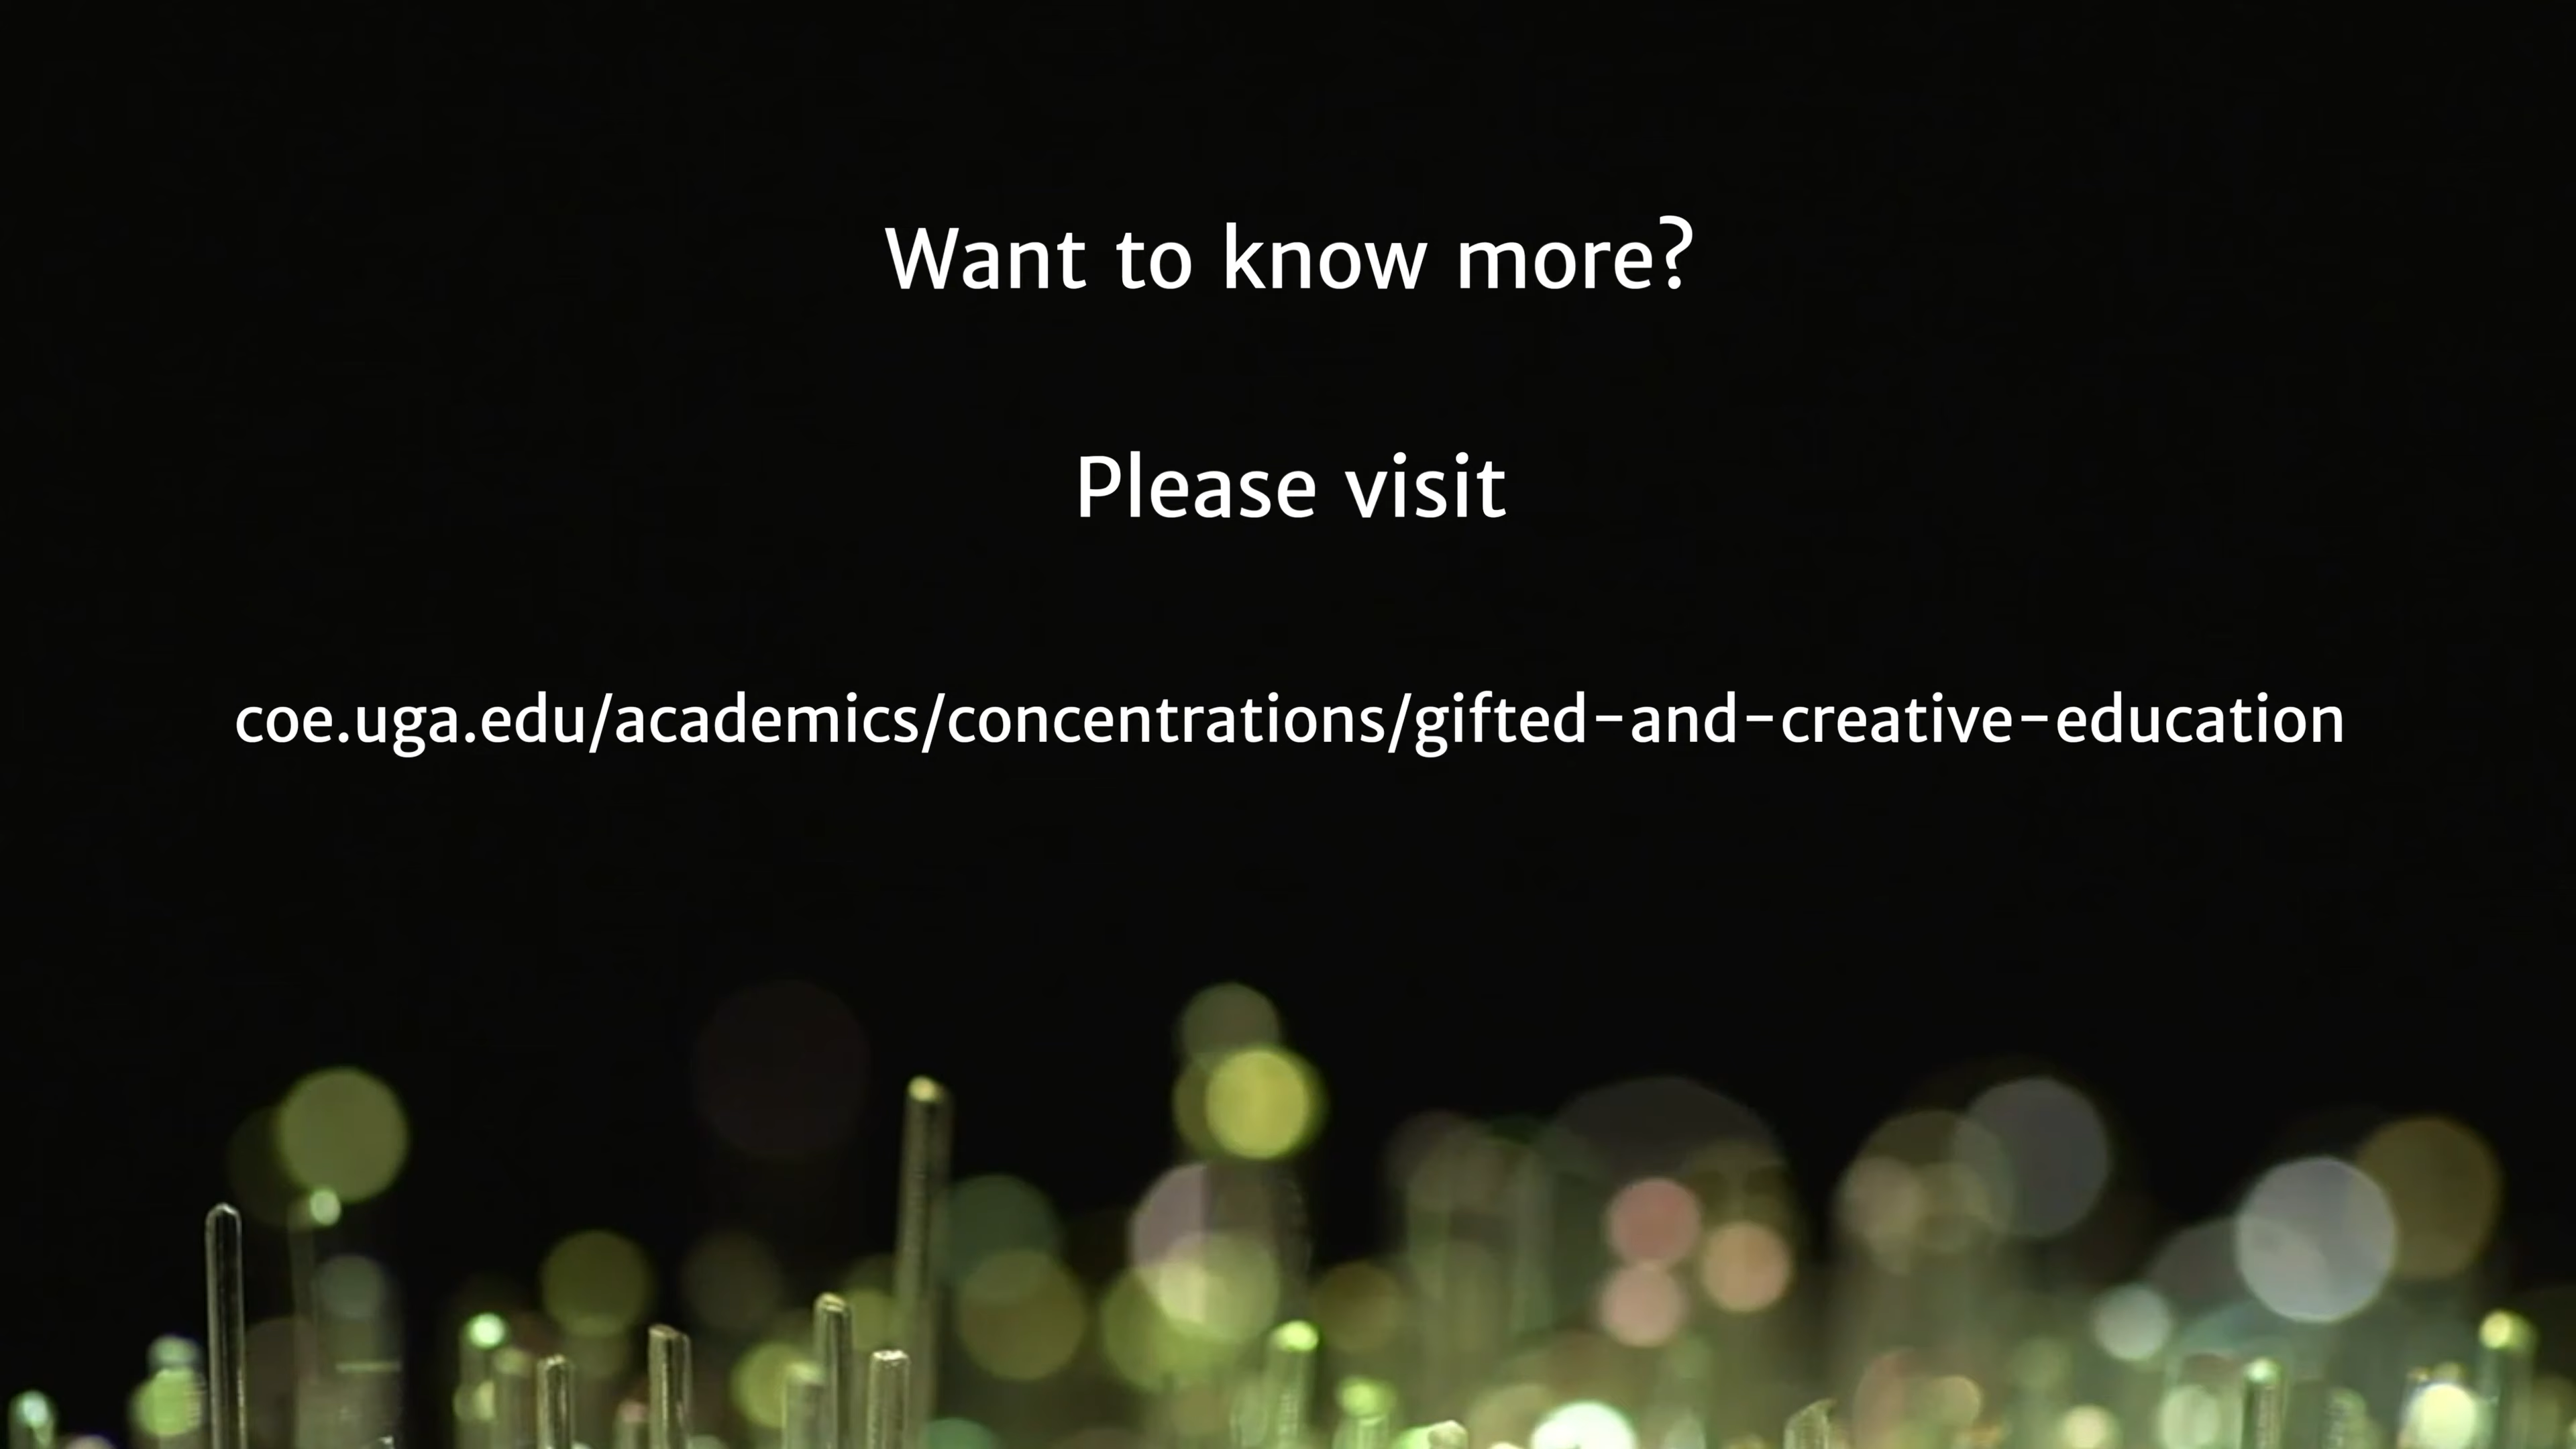 Want to know more?
Please visit
coe.uga.edu/academics/concentrations/gifted-and-creative-education